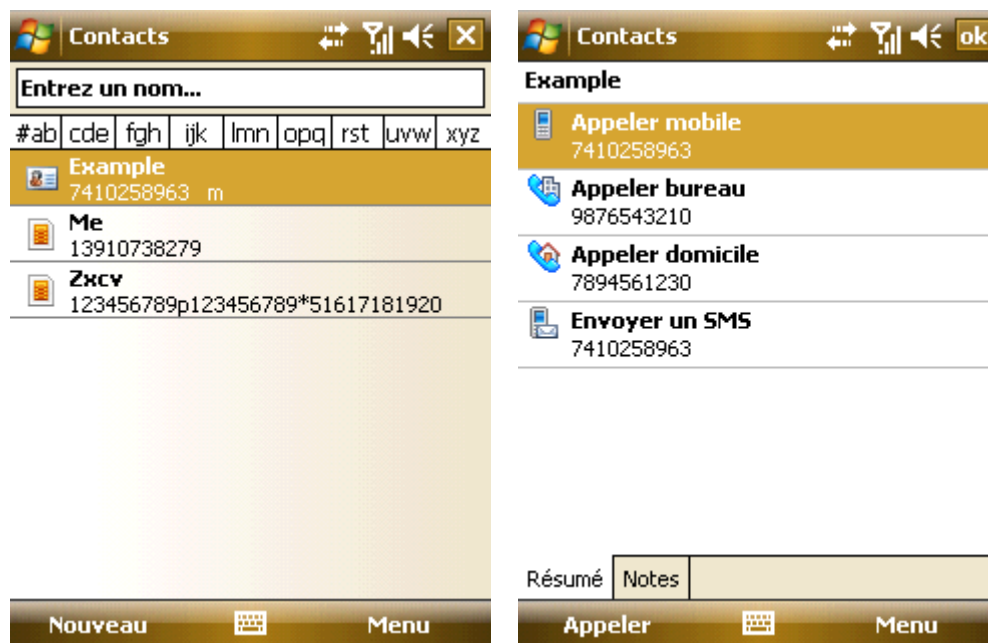 Contacts
Entrez un nom...
#ab cde fgh ijk lmn opq rst uvw xyz
Example
7410258963 m
Me
13910738279
Zxcv
123456789p123456789*51617181920
Nouveau Menu
Contacts ok
Example
Appeler mobile
7410258963
Appeler bureau
9876543210
Appeler domicile
7894561230
Envoyer un SMS
7410258963
Résumé Notes
Appeler Menu